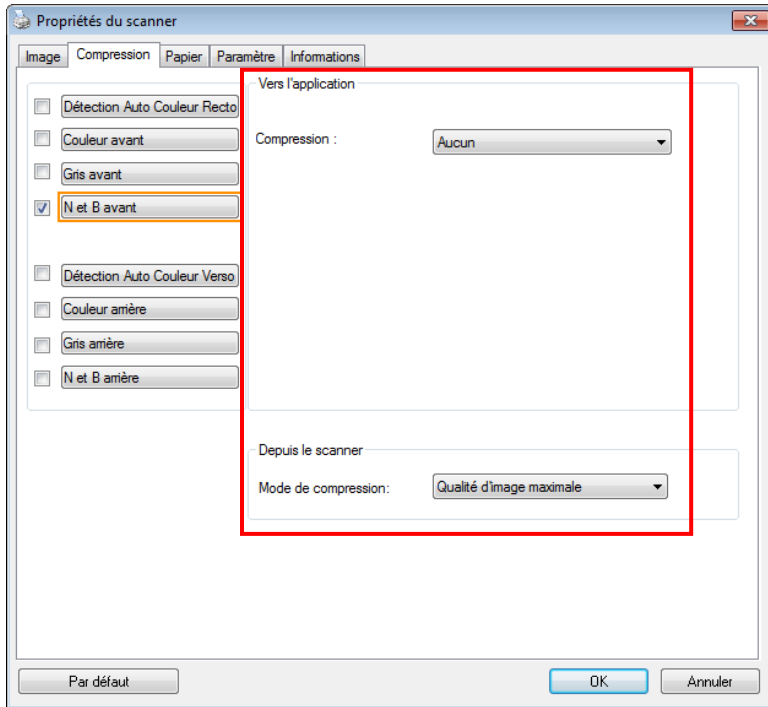 Propriétés du scanner
Image
Compression
Papier
Paramètre
Informations
Détection Auto Couleur Recto
Couleur avant
Gris avant
N et B avant
Détection Auto Couleur Verso
Couleur arrière
Gris arrière
N et B arrière
Vers l'application
Compression :
Aucun
Depuis le scanner
Mode de compression:
Qualité d'image maximale
Par défaut
OK
Annuler